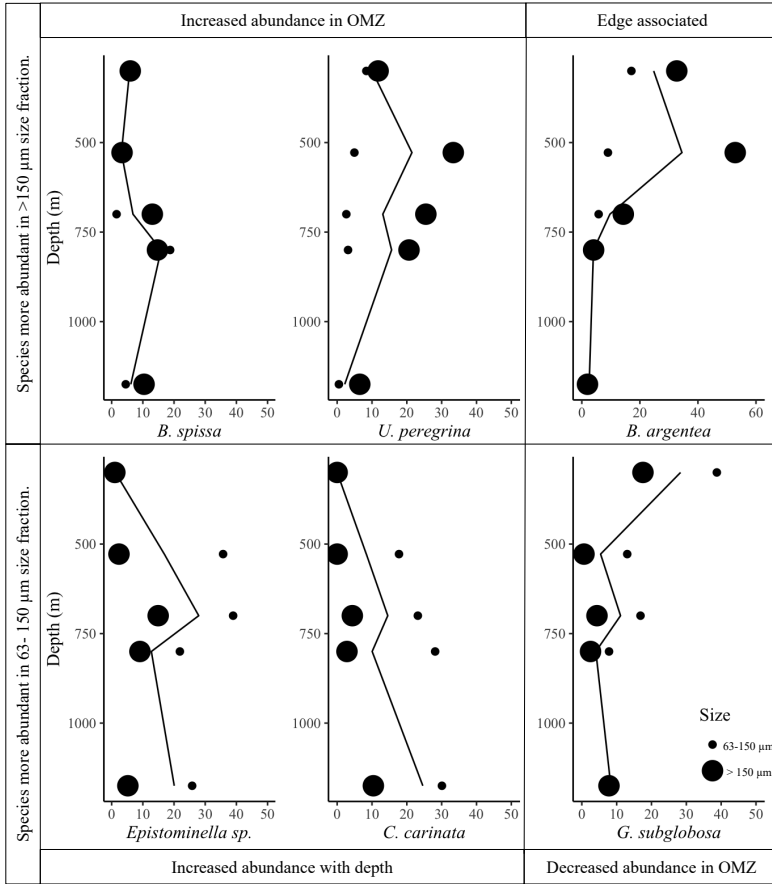 Increased abundance in OMZ
Edge associated
Species more abundant in >150 µm size fraction.
Depth (m)
500
750
1000
0 10 20 30 40 50
B. spissa
500
750
1000
0 10 20 30 40 50
U. peregrina
500
750
1000
0 20 40 60
B. argentea
Species more abundant in 63- 150 µm size fraction.
Depth (m)
500
750
1000
0 10 20 30 40 50
Epistominella sp.
500
750
1000
0 10 20 30 40 50
C. carinata
500
750
1000
0 10 20 30 40 50
G. subglobosa
Size
63-150 µm
> 150 µm
Increased abundance with depth
Decreased abundance in OMZ